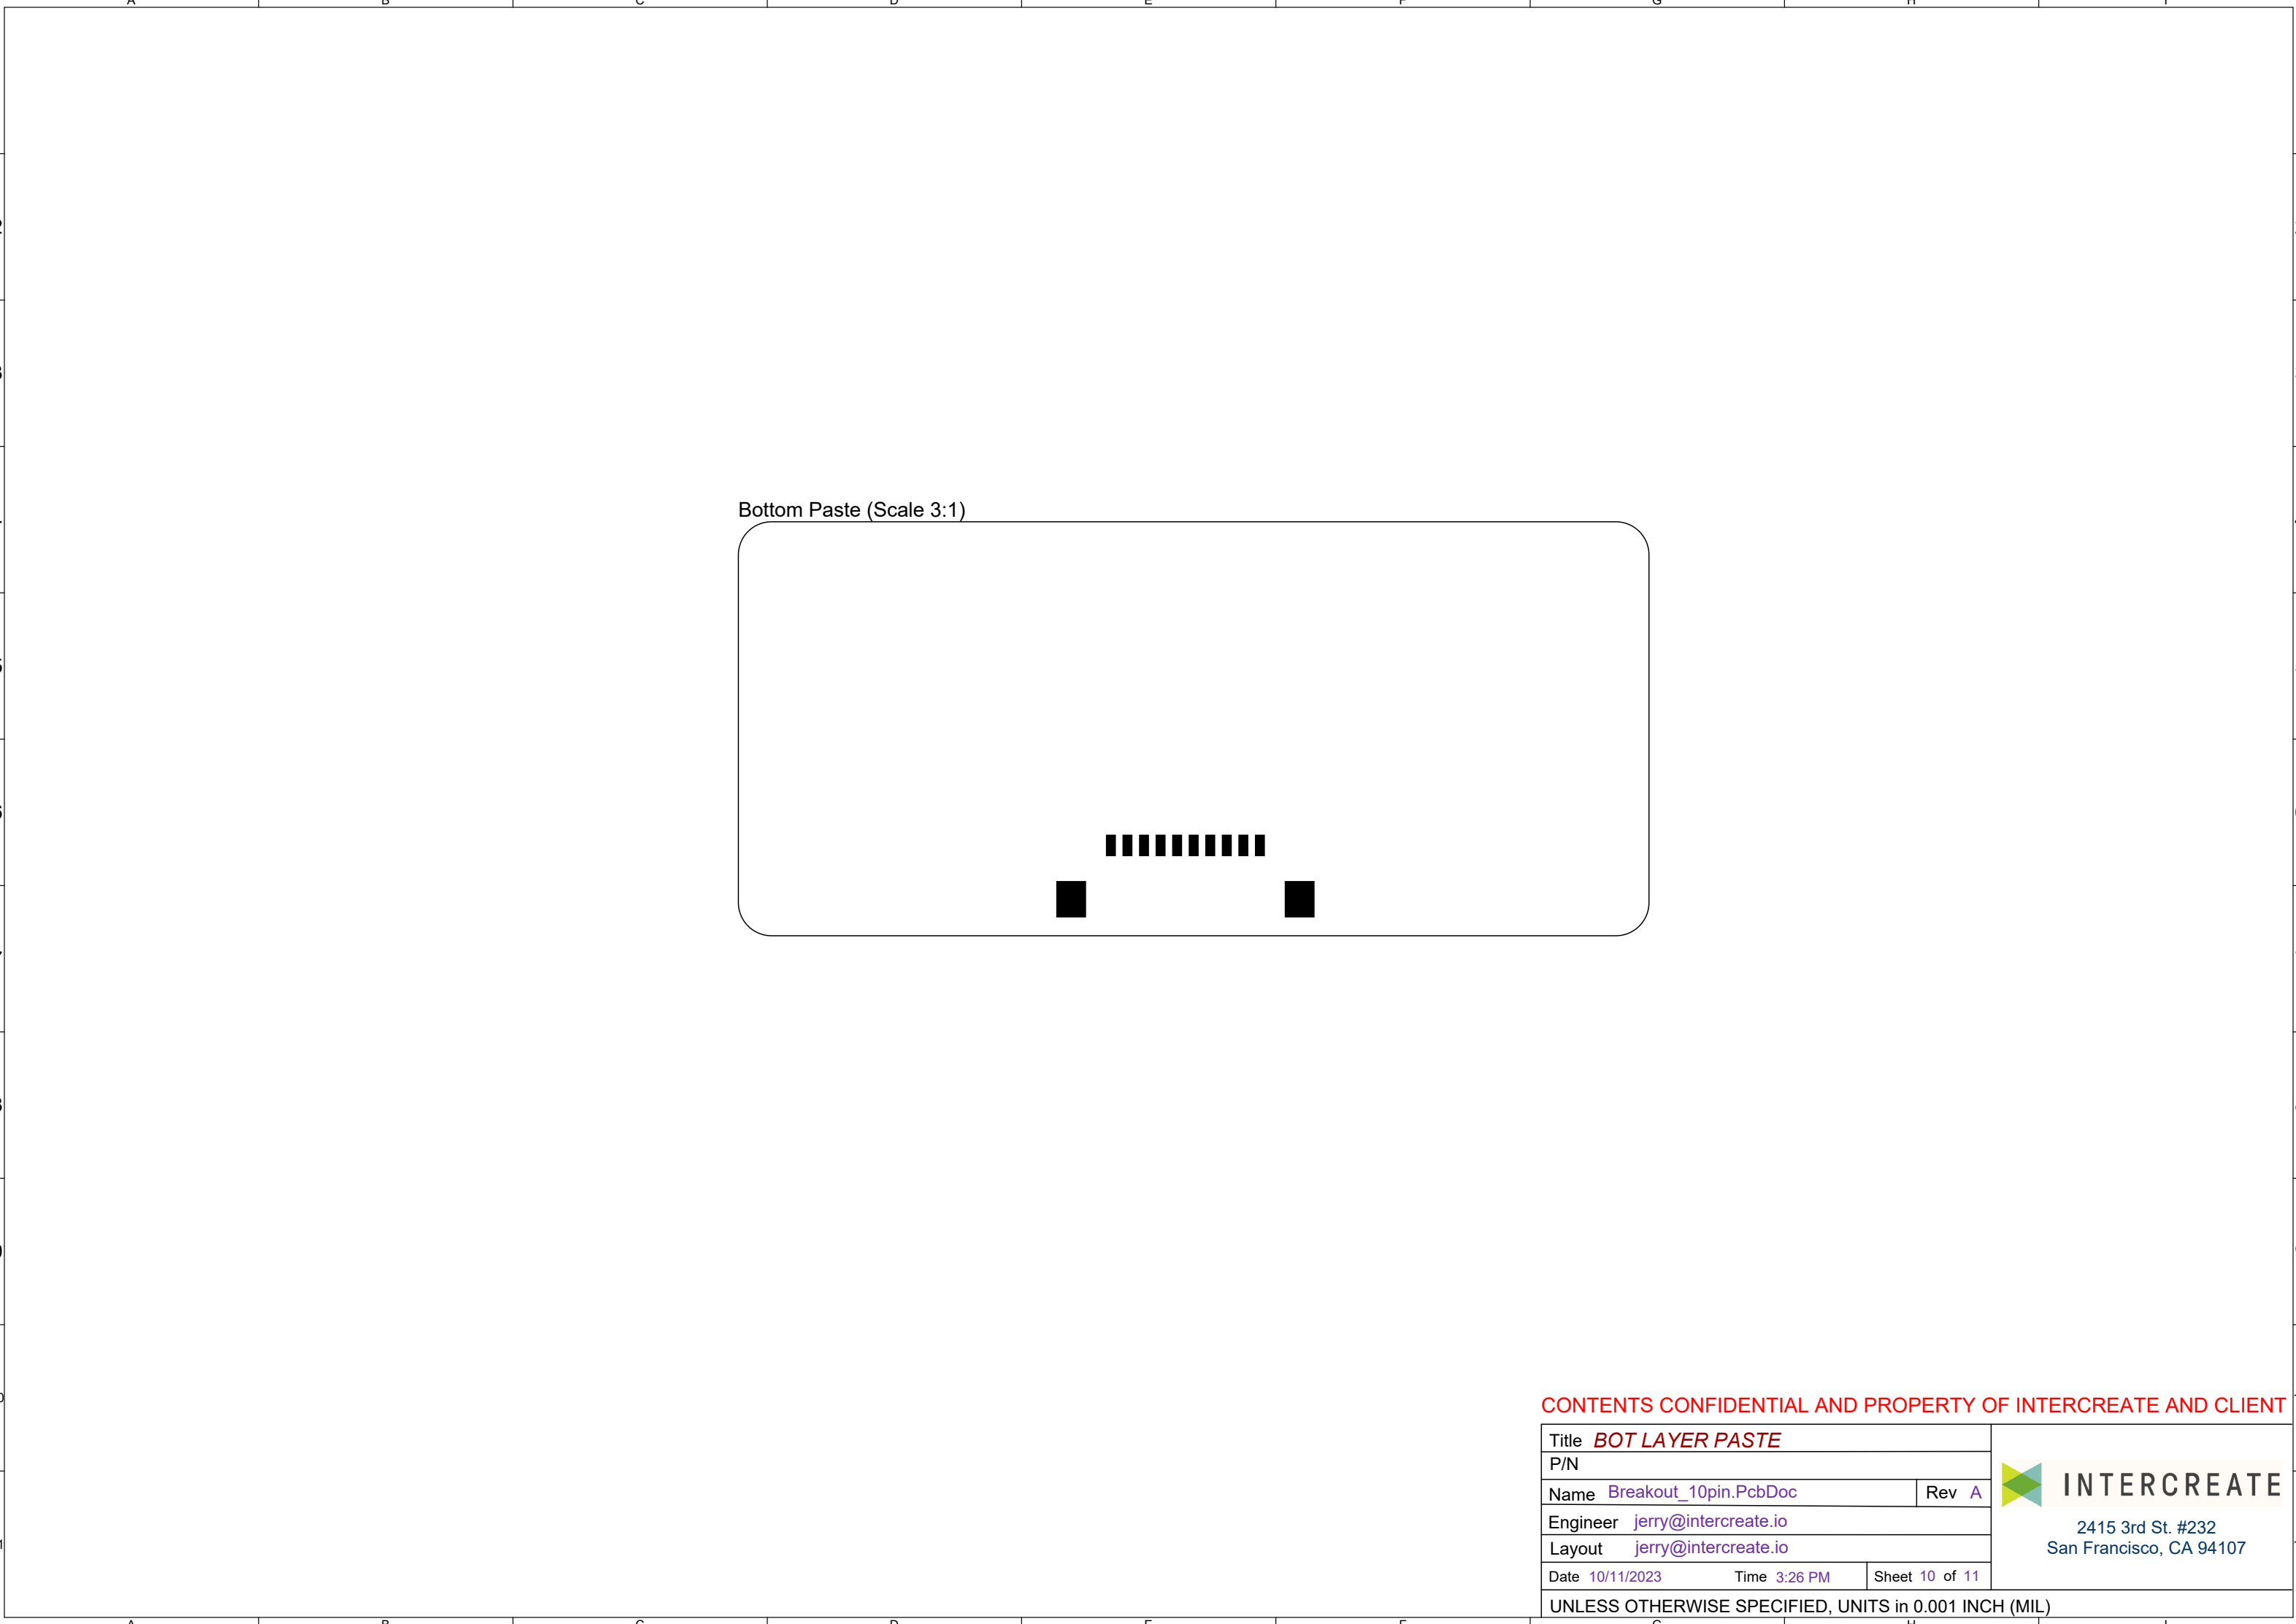 Bottom Paste (Scale 3:1)
CONTENTS CONFIDENTIAL AND PROPERTY OF INTERCREATE AND CLIENT
Title BOT LAYER PASTE
P/N
Name Breakout_10pin.PcbDoc Rev A
Engineer jerry@intercreate.io
Layout jerry@intercreate.io
Date 10/11/2023 Time 3:26 PM Sheet 10 of 11
UNLESS OTHERWISE SPECIFIED, UNITS in 0.001 INCH (MIL)
INTERCREATE
2415 3rd St. #232
San Francisco, CA 94107